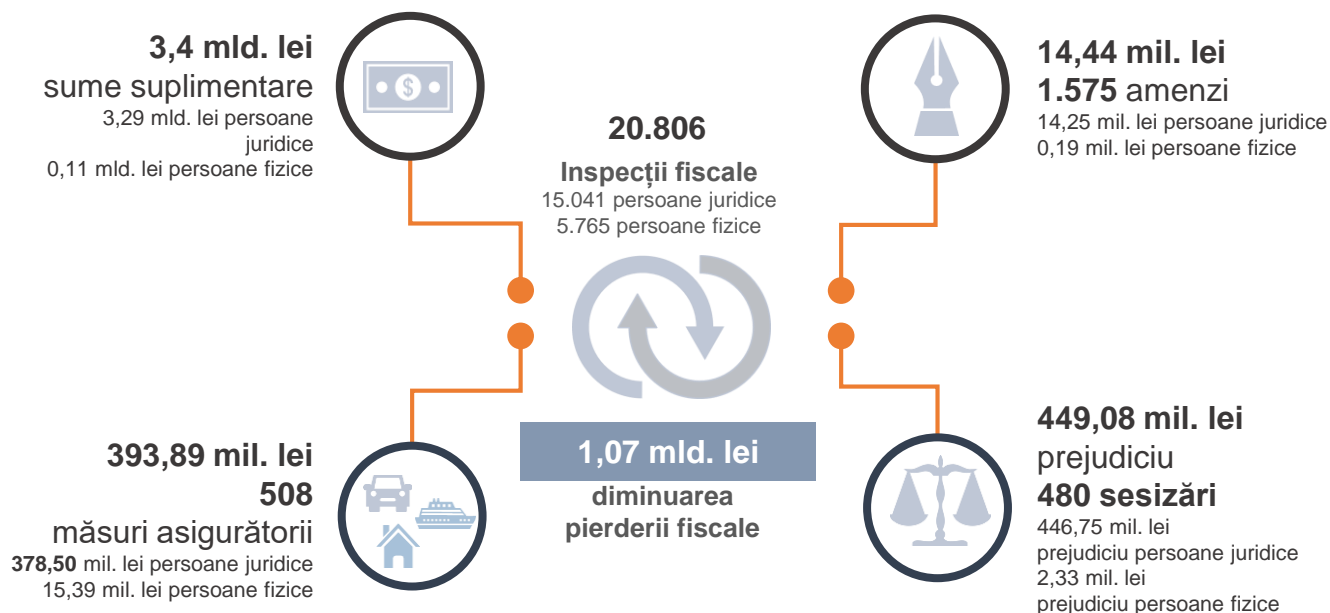 3,4 mld. lei
sume suplimentare
3,29 mld. lei persoane
juridice
0,11 mld. lei persoane fizice
$
20.806
Inspecții fiscale
15.041 persoane juridice
5.765 persoane fizice
14,44 mil. lei
1.575 amenzi
14,25 mil. lei persoane juridice
0,19 mil. lei persoane fizice
393,89 mil. lei
508
măsuri asigurătorii
378,50 mil. lei persoane juridice
15,39 mil. lei persoane fizice
1,07 mld. lei
diminuarea
pierderii fiscale
449,08 mil. lei
prejudiciu
480 sesizări
446,75 mil. lei
prejudiciu persoane juridice
2,33 mil. lei
prejudiciu persoane fizice